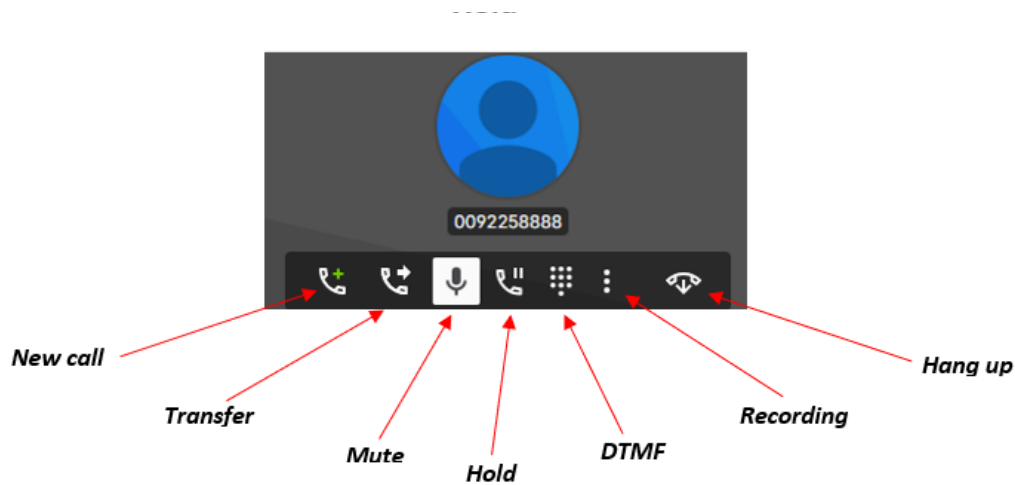 0092258888
New call
Transfer
Mute
Hold
DTMF
Recording
Hang up